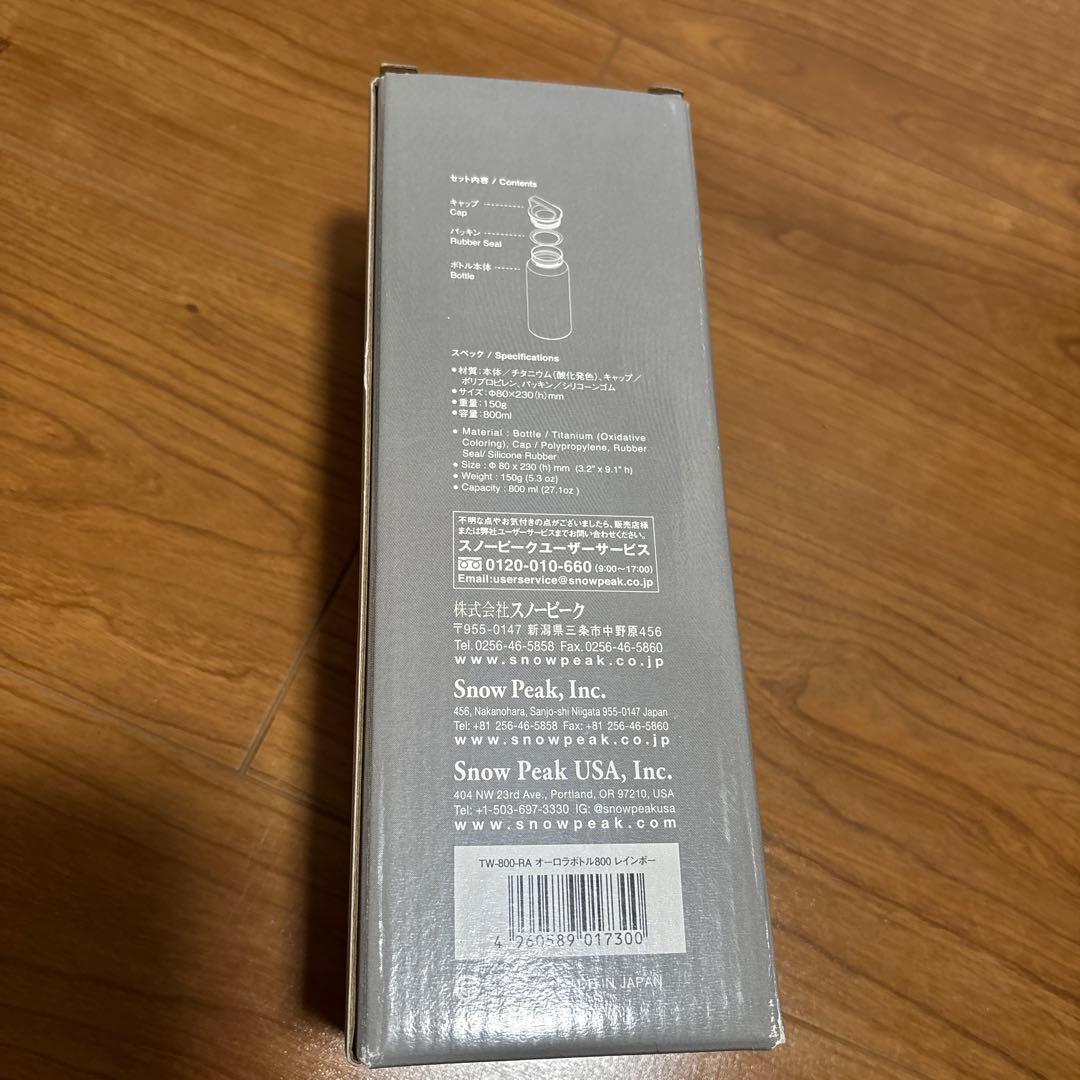 セット内容 / Contents
キャップ
Cap
パッキン
Rubber Seal
ボトル本体
Bottle
スペック / Specifications
● 材質:本体/チタニウム(酸化発色)、キャップ/
ポリプロピレン、パッキン/シリコーンゴム
● サイズ:Φ80×230(h)mm
● 重量:150g
● 容量:800ml
● Material : Bottle / Titanium (Oxidative
Coloring), Cap / Polypropylene, Rubber
Seal/ Silicone Rubber
● Size : Φ 80 x 230 (h) mm (3.2" x 9.1" h)
● Weight : 150g (5.3 oz)
● Capacity : 800 ml (27.1oz )
不明な点やお気付きの点がございましたら、販売店様
または弊社ユーザーサービスまでお問い合わせください。
スノーピークユーザーサービス
0120-010-660 (9:00~17:00)
Email:userservice@snowpeak.co.jp
株式会社スノーピーク
〒955-0147 新潟県三条市中野原456
Tel. 0256-46-5858 Fax. 0256-46-5860
www.snowpeak.co.jp
Snow Peak, Inc.
456, Nakanohara, Sanjo-shi Niigata 955-0147 Japan
Tel: +81 256-46-5858 Fax: +81 256-46-5860
www.snowpeak.co.jp
Snow Peak USA, Inc.
404 NW 23rd Ave., Portland, OR 97210, USA
Tel: +1-503-697-3330 IG: @snowpeakusa
www.snowpeak.com
TW-800-RA オーロラボトル800 レインボー
4 960589 017300
IN JAPAN